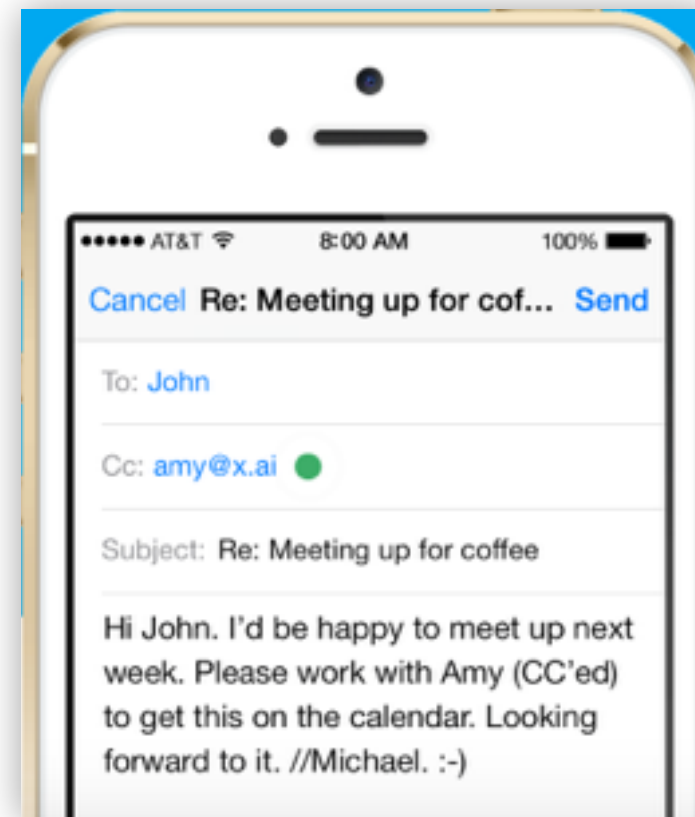 AT&T 8:00 AM 100%
Cancel Re: Meeting up for cof... Send
To: John
Cc: amy@x.ai
Subject: Re: Meeting up for coffee
Hi John. I'd be happy to meet up next
week. Please work with Amy (CC'ed)
to get this on the calendar. Looking
forward to it. //Michael. :-)